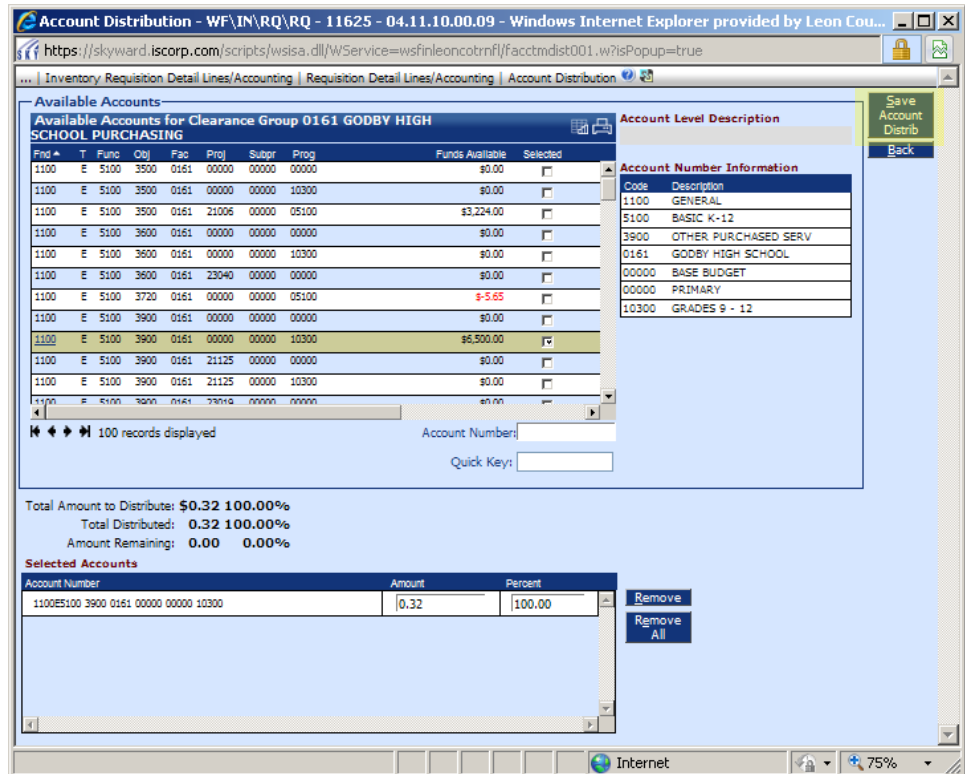 Account Distribution - WF\IN\RQ\RQ - 11625 - 04.11.10.00.09 - Windows Internet Explorer provided by Leon Cou...
https://skyward.iscorp.com/scripts/wsisa.dll/WService=wsfinleoncotrnfl/facctmdist001.w?isPopup=true
... | Inventory Requisition Detail Lines/Accounting | Requisition Detail Lines/Accounting | Account Distribution
Available Accounts
Available Accounts for Clearance Group 0161 GODBY HIGH SCHOOL PURCHASING
Fnd T Func Obj Fac Proj Subpr Prog Funds Available Selected
1100 E 5100 3500 0161 00000 00000 00000 $0.00
1100 E 5100 3500 0161 00000 00000 10300 $0.00
1100 E 5100 3500 0161 21006 00000 05100 $3,224.00
1100 E 5100 3600 0161 00000 00000 00000 $0.00
1100 E 5100 3600 0161 00000 00000 10300 $0.00
1100 E 5100 3600 0161 23040 00000 00000 $0.00
1100 E 5100 3720 0161 00000 00000 05100 $-5.65
1100 E 5100 3900 0161 00000 00000 00000 $0.00
1100 E 5100 3900 0161 00000 00000 10300 $6,500.00
1100 E 5100 3900 0161 21125 00000 00000 $0.00
1100 E 5100 3900 0161 21125 00000 10300 $0.00
1100 E 5100 3900 0161 23019 00000 00000 $0.00
100 records displayed
Account Number:
Quick Key:
Account Level Description
Account Number Information
Code Description
1100 GENERAL
5100 BASIC K-12
3900 OTHER PURCHASED SERV
0161 GODBY HIGH SCHOOL
00000 BASE BUDGET
00000 PRIMARY
10300 GRADES 9 - 12
Save
Account
Distrib
Back
Total Amount to Distribute: $0.32 100.00%
Total Distributed: 0.32 100.00%
Amount Remaining: 0.00 0.00%
Selected Accounts
Account Number Amount Percent
1100E5100 3900 0161 00000 00000 10300 0.32 100.00
Remove
Remove
All
Internet 75%